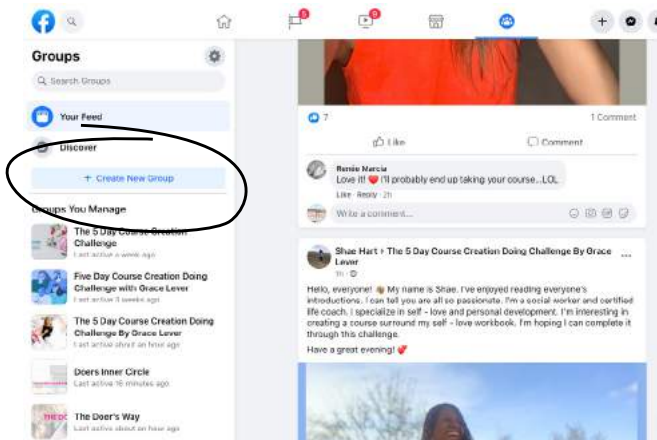 5
9
Groups
Search Groups
Your Feed
Discover
+ Create New Group
Groups You Manage
The 5 Day Course Creation
Challenge
Last active a week ago
Five Day Course Creation Doing
Challenge with Grace Lever
Last active 3 weeks ago
The 5 Day Course Creation Doing
Challenge By Grace Lever
Last active about an hour ago
Doers Inner Circle
Last active 16 minutes ago
The Doer's Way
Last active about an hour ago
7
1 Comment
Like
Comment
Renée Marcia
Love it! ❤️ I'll probably end up taking your course...LOL
Like · Reply · 2h
Write a comment...
Shae Hart › The 5 Day Course Creation Doing Challenge By Grace
Lever
1h
Hello, everyone! 👋 My name is Shae. I've enjoyed reading everyone's
introductions. I can tell you are all so passionate. I'm a social worker and certified
life coach. I specialize in self - love and personal development. I'm interesting in
creating a course surround my self - love workbook. I'm hoping I can complete it
through this challenge.
Have a great evening! 💕